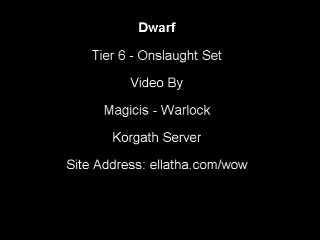 Dwarf
Tier 6 - Onslaught Set
Video By
Magicis - Warlock
Korgath Server
Site Address: ellatha.com/wow